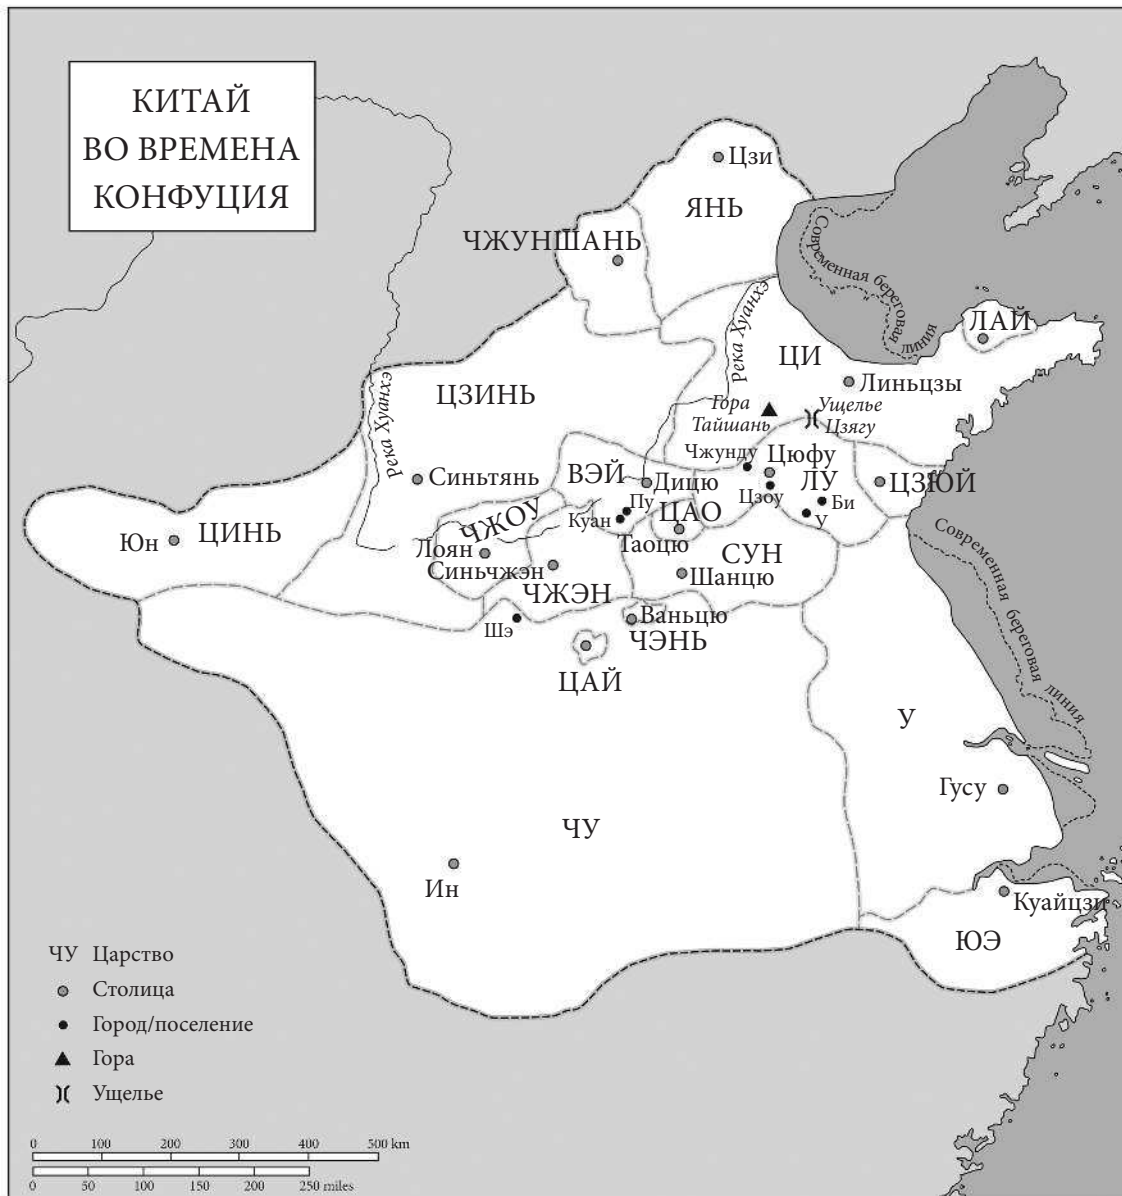 КИТАЙ
ВО ВРЕМЕНА
КОНФУЦИЯ
Цзи
ЯНЬ
ЧЖУНШАНЬ
Современная береговая
линия
Река Хуанхэ
ЛАЙ
ЦИ
Линьцзы
Гора
Тайшань
Ущелье
Цзягу
Река Хуанхэ
ЦЗИНЬ
Синьтянь
ВЭЙ
Дицю
Чжунду
Цюфу
ЛУ
Цзоу
Би
У
ЦЗЮЙ
ЧЖОУ
Пу
Куан
ЦАО
Таоцю
ЦИНЬ
Юн
Лоян
Синьчжэн
ЧЖЭН
СУН
Шанцю
Шэ
Ваньцю
ЧЭНЬ
ЦАЙ
Современная береговая линия
У
Гусу
ЧУ
Ин
Куайцзи
ЮЭ
ЧУ Царство
Столица
Город/поселение
Гора
Ущелье
0 100 200 300 400 500 km
0 50 100 150 200 250 miles